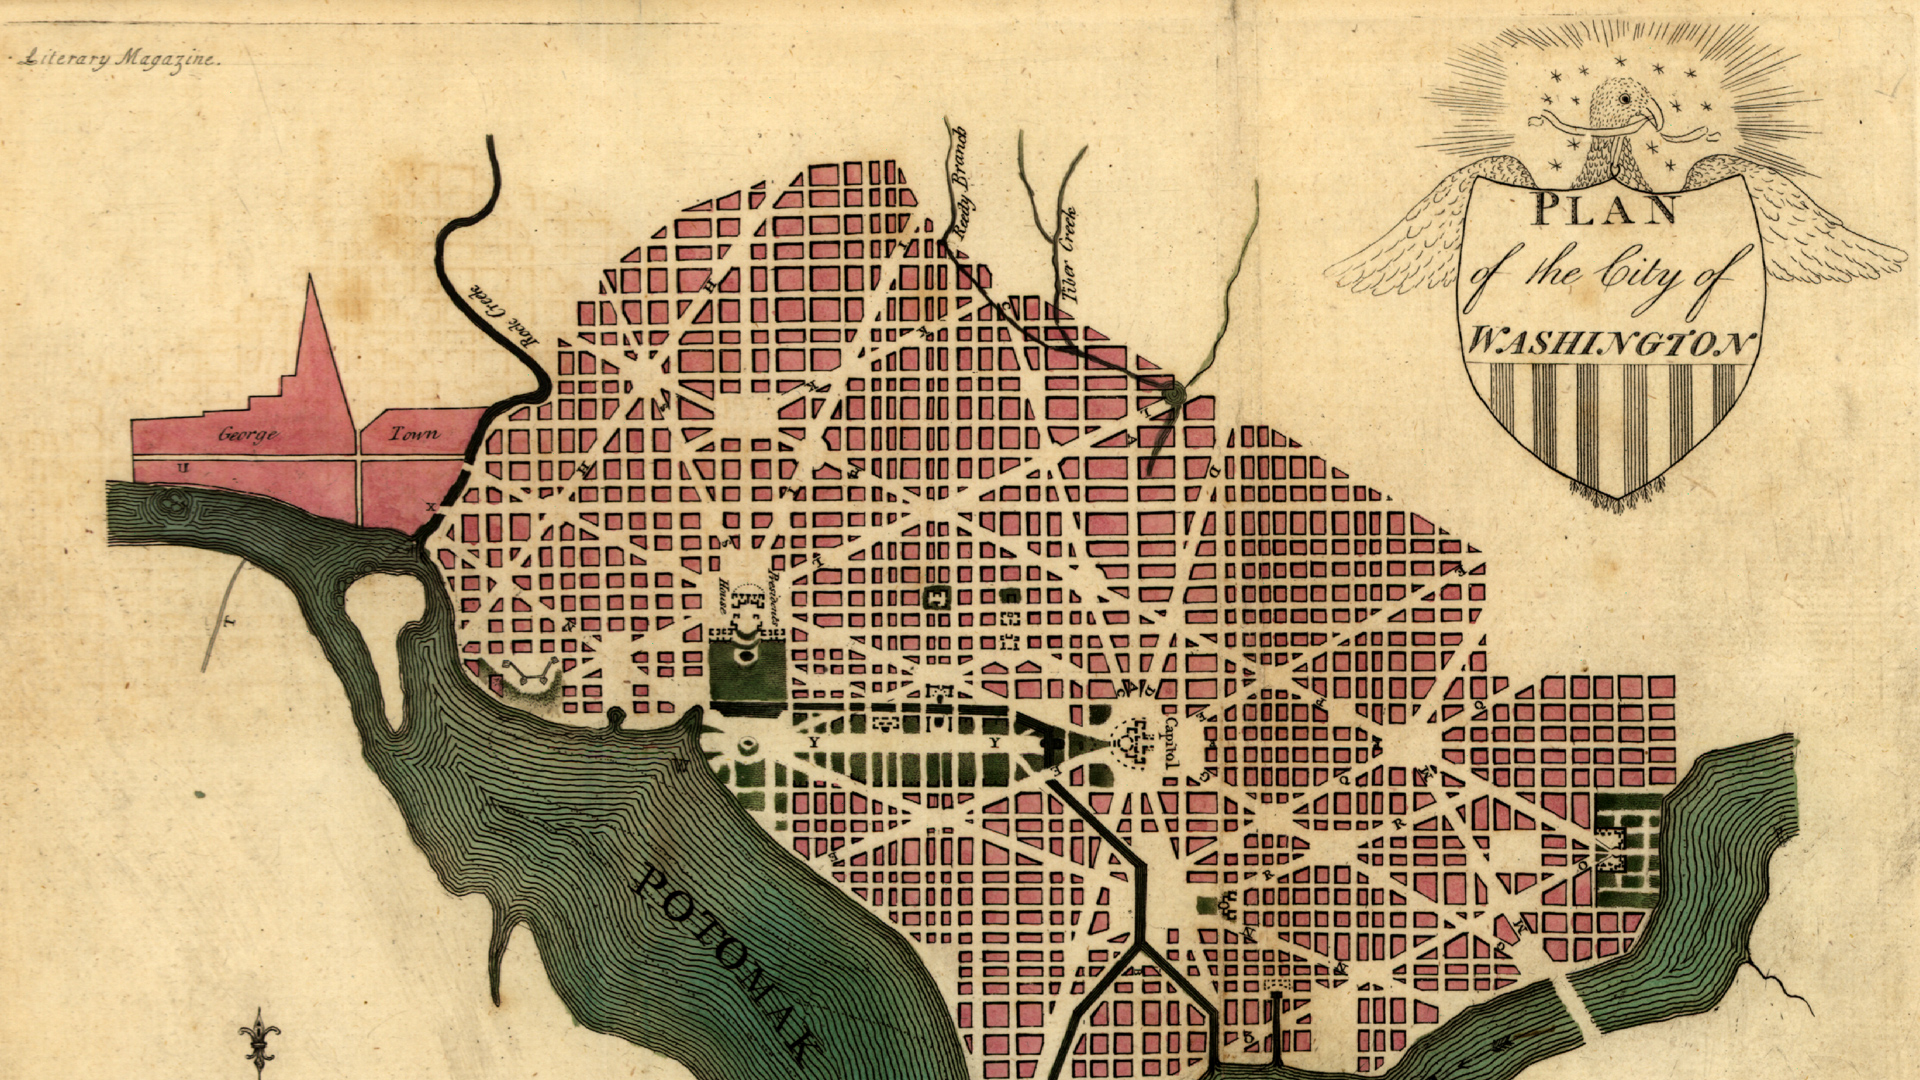 Literary Magazine.
PLAN
of the City of
WASHINGTON
Reedy Branch
Tiber Creek
Rock Creek
George Town
U
X
T
Presidents
House
Capitol
Y
Y
W
POTOMAK